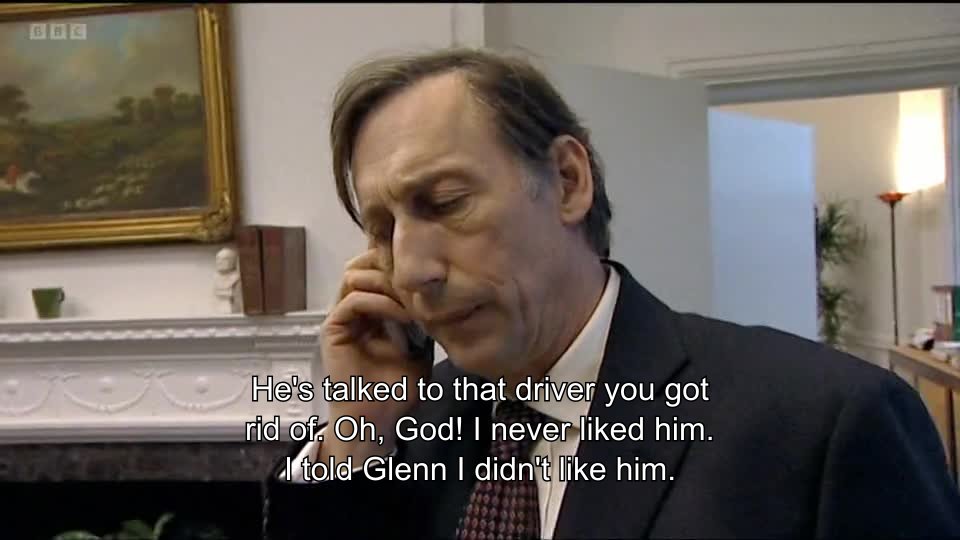 BBC
He's talked to that driver you got
rid of. Oh, God! I never liked him.
I told Glenn I didn't like him.